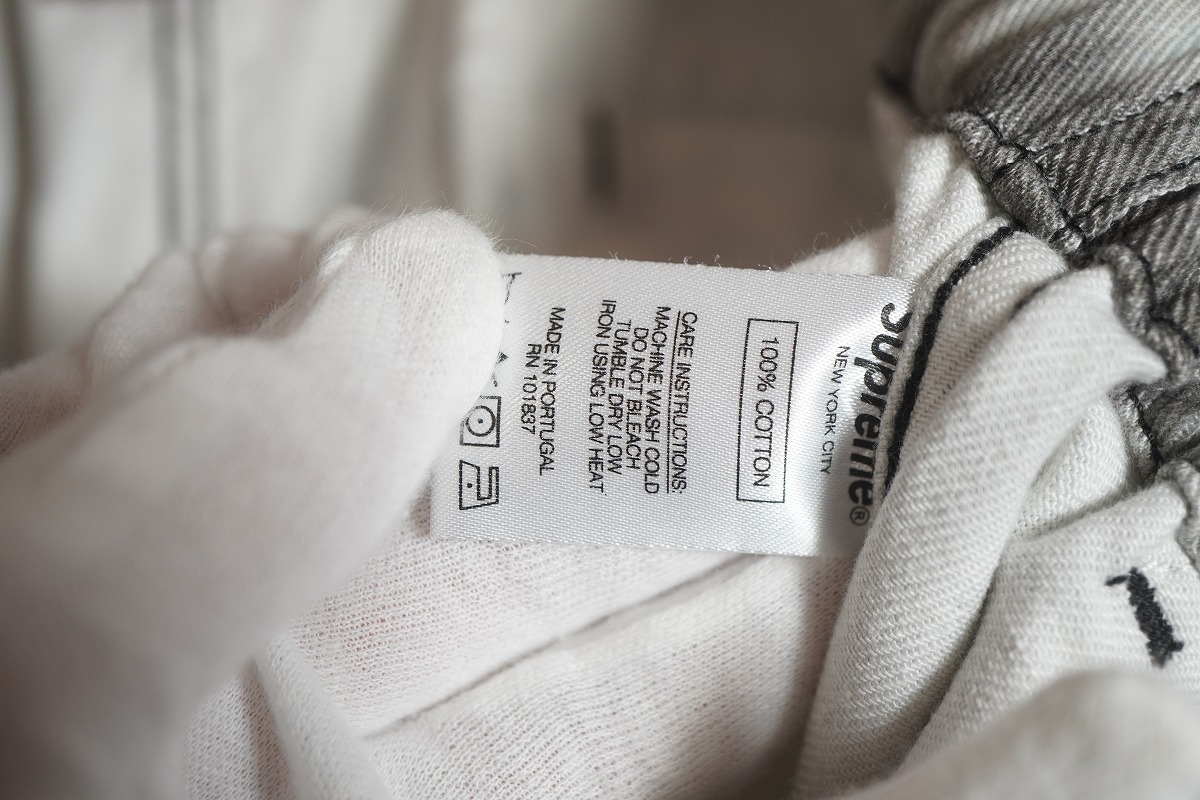 Supreme®
NEW YORK CITY
100% COTTON
CARE INSTRUCTIONS:
MACHINE WASH COLD
DO NOT BLEACH
TUMBLE DRY LOW
IRON USING LOW HEAT
MADE IN PORTUGAL
RN 101837